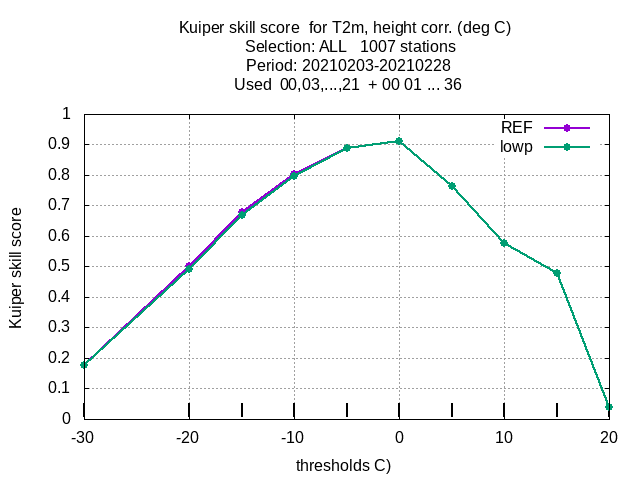 Kuiper skill score  for T2m, height corr. (deg C)
Selection: ALL   1007 stations
Period: 20210203-20210228
Used  00,03,...,21  + 00 01 ... 36
REF
lowp
1
0.9
0.8
0.7
0.6
0.5
0.4
0.3
0.2
0.1
0
Kuiper skill score
-30 -20 -10 0 10 20
thresholds C)